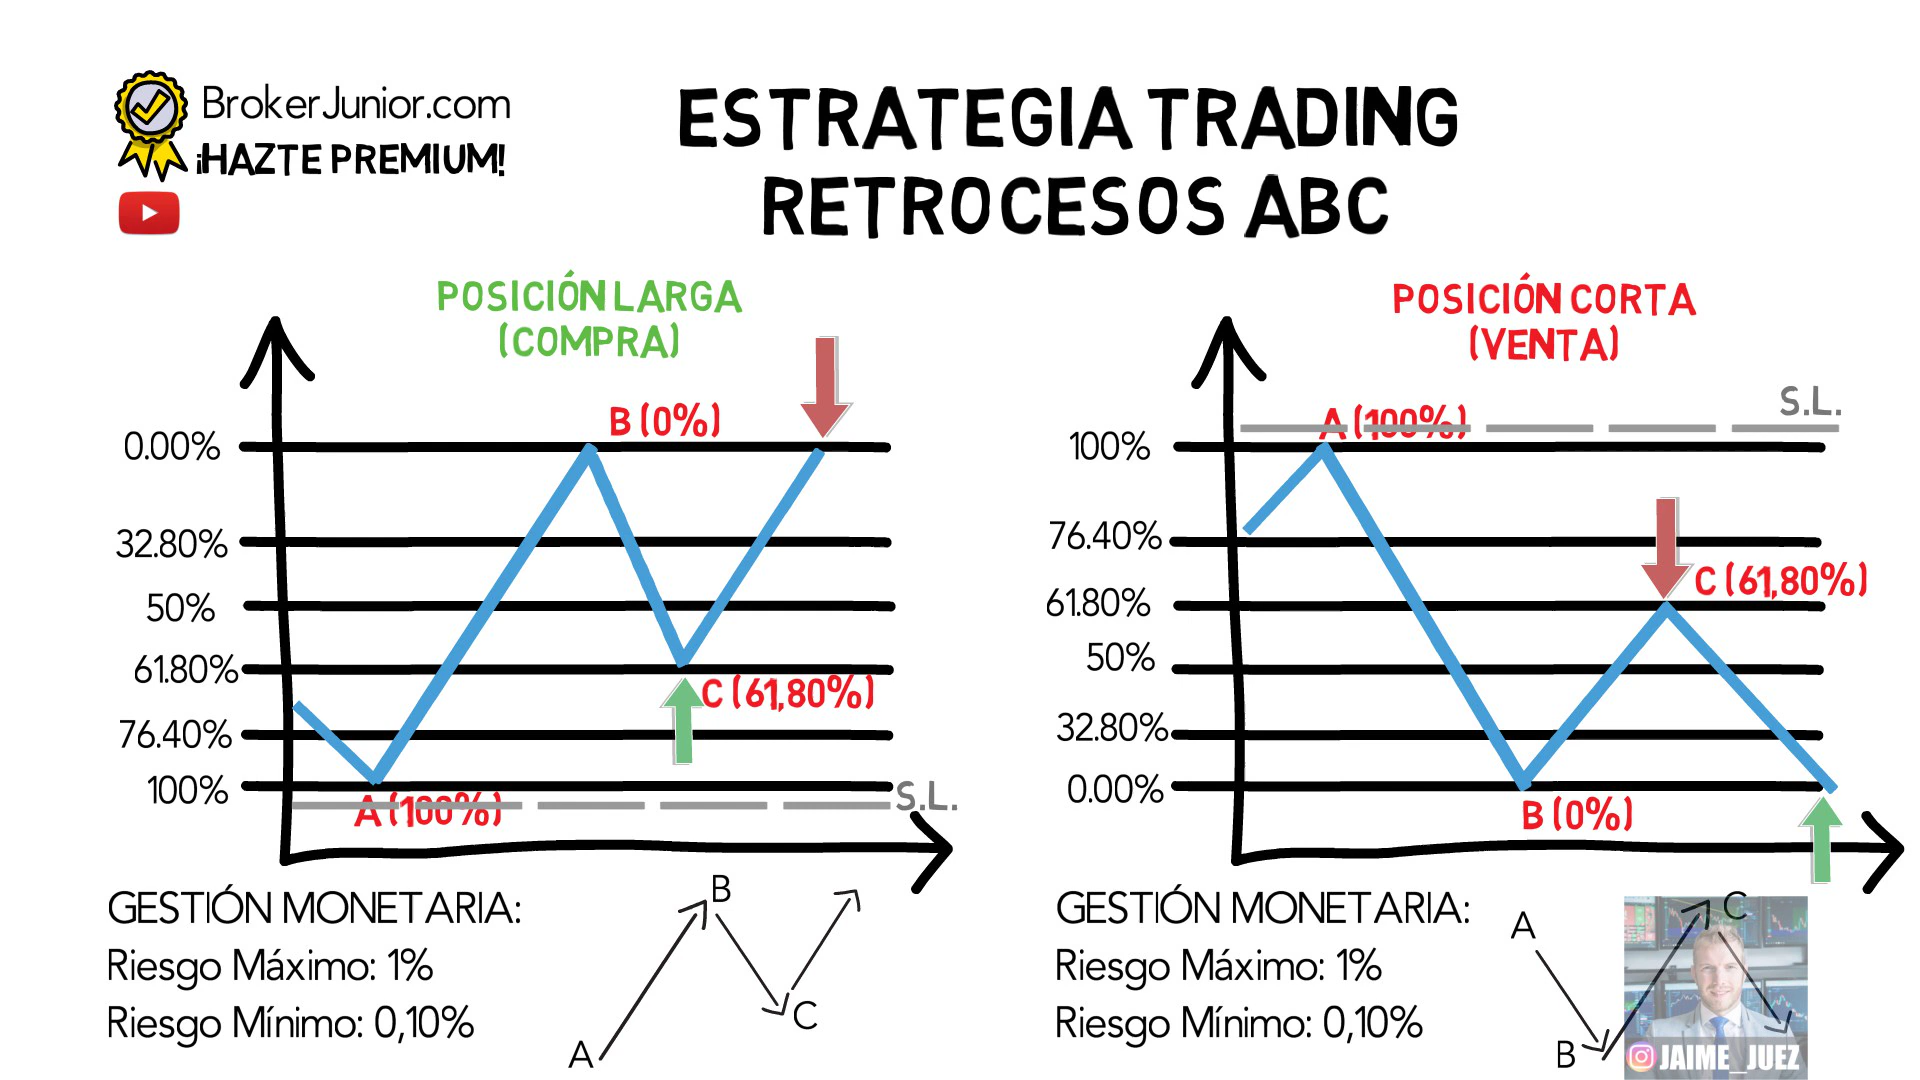 BrokerJunior.com
¡HAZTE PREMIUM!
ESTRATEGIA TRADING
RETROCESOS ABC
POSICIÓN LARGA
(COMPRA)
B (0%)
0.00%
32.80%
50%
61.80%
C (61,80%)
76.40%
100%
A (100%)
S.L.
GESTIÓN MONETARIA:
Riesgo Máximo: 1%
Riesgo Mínimo: 0,10%
B
C
A
POSICIÓN CORTA
(VENTA)
S.L.
A (100%)
100%
76.40%
C (61,80%)
61.80%
50%
32.80%
0.00%
B (0%)
GESTIÓN MONETARIA:
Riesgo Máximo: 1%
Riesgo Mínimo: 0,10%
A
C
B
JAIME_JUEZ